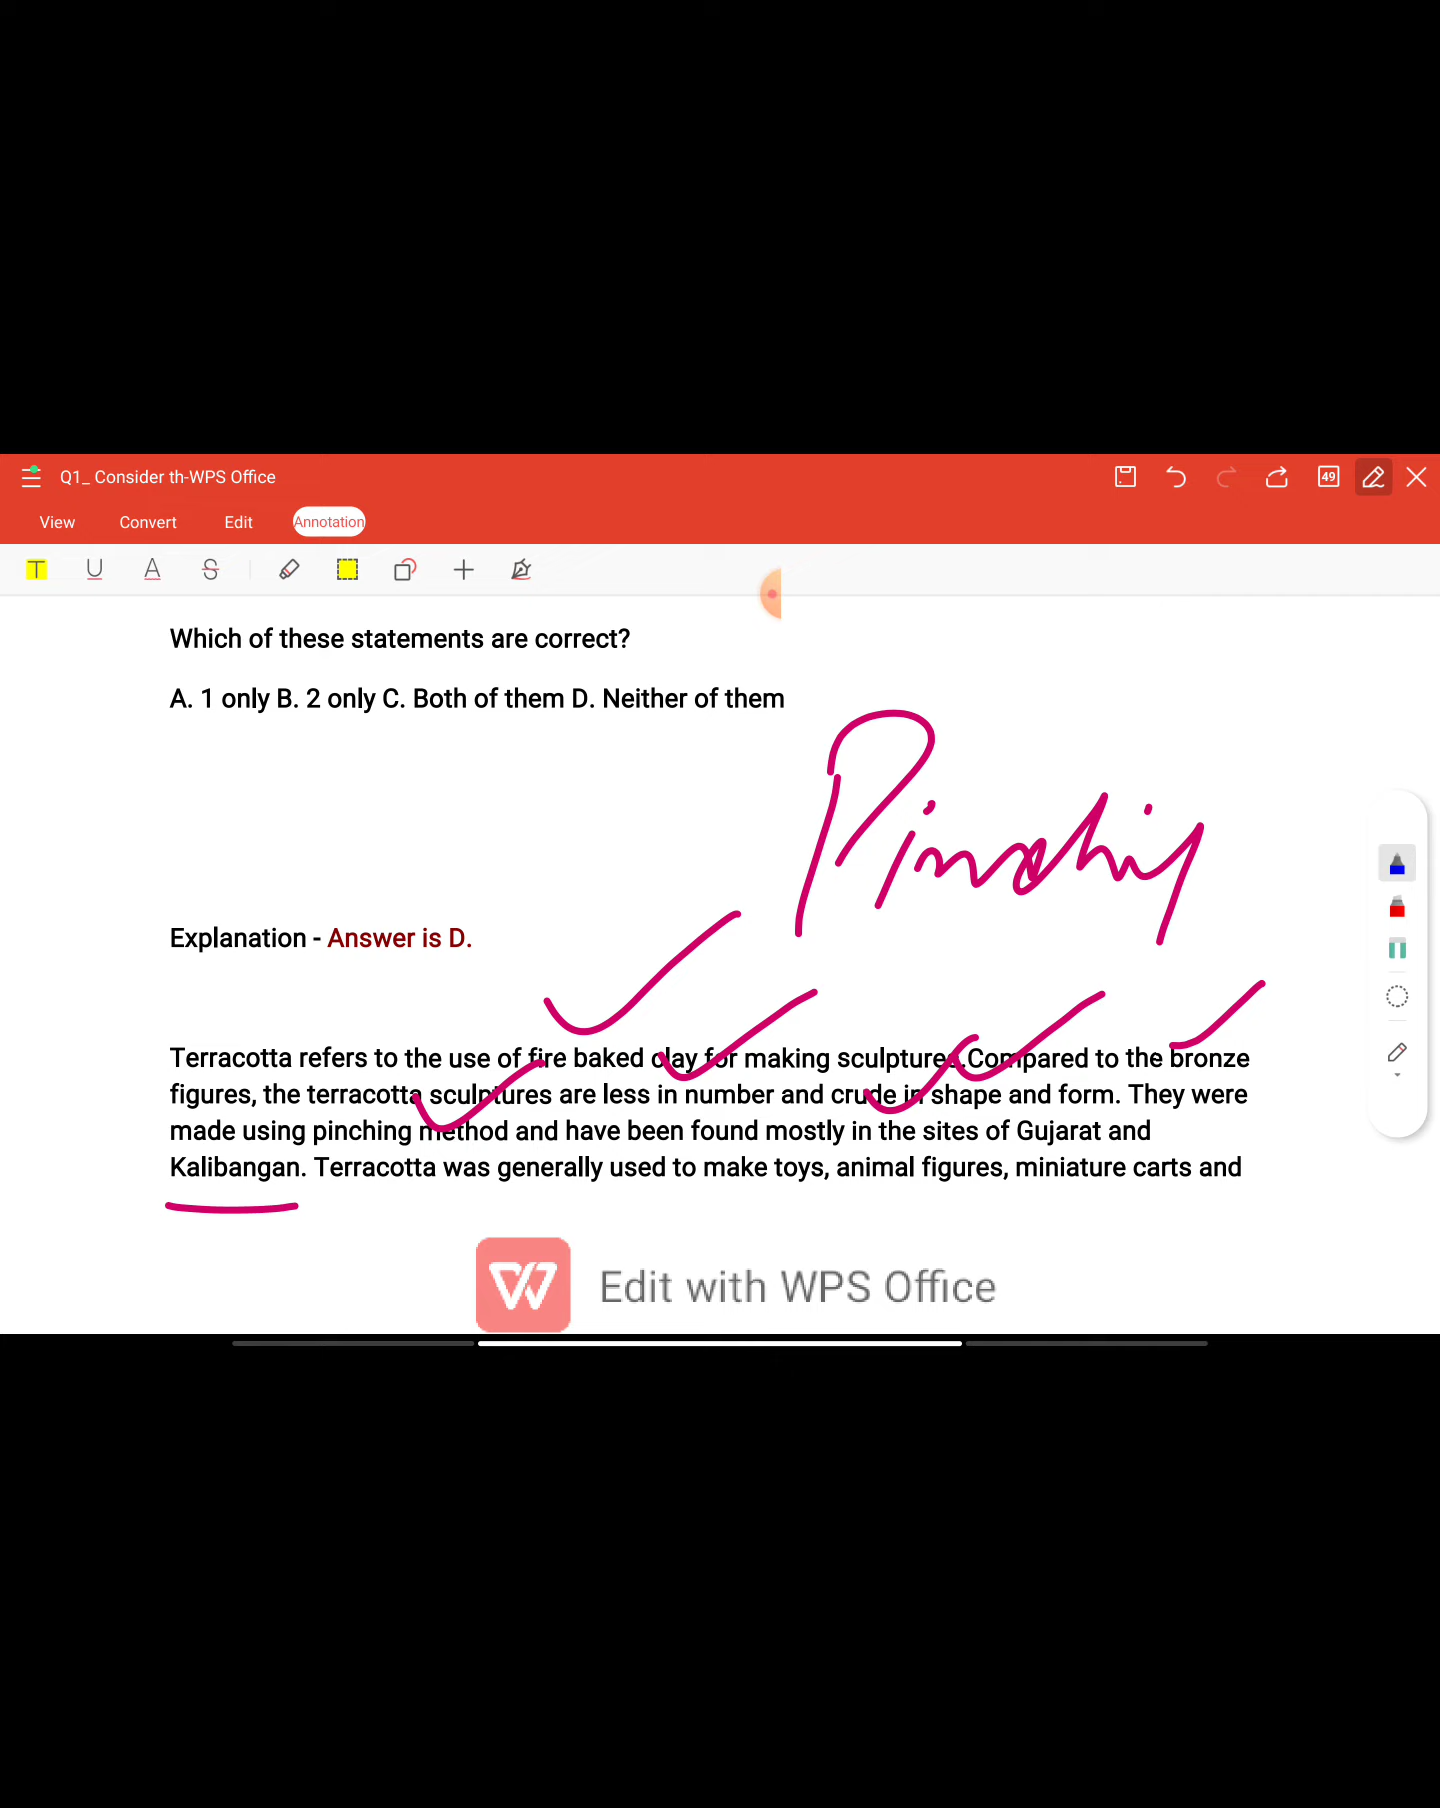 Q1_ Consider th-WPS Office
49
View Convert Edit Annotation
T U A S
Which of these statements are correct?
A. 1 only B. 2 only C. Both of them D. Neither of them
Explanation - Answer is D.
Terracotta refers to the use of fire baked clay for making sculptures.Compared to the bronze
figures, the terracotta sculptures are less in number and crude in shape and form. They were
made using pinching method and have been found mostly in the sites of Gujarat and
Kalibangan. Terracotta was generally used to make toys, animal figures, miniature carts and
Edit with WPS Office